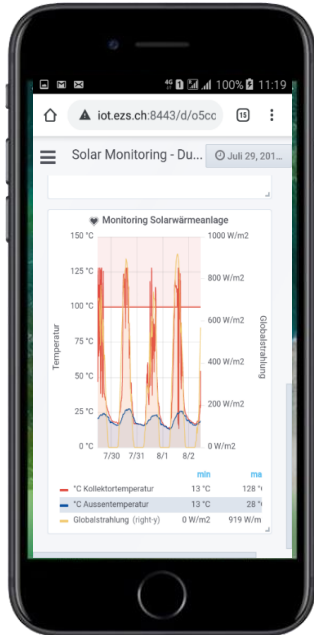 4G 1 100% 11:19
iot.ezs.ch:8443/d/o5cc 15
Solar Monitoring - Du... Juli 29, 201...
Monitoring Solarwärmeanlage
150 °C 1000 W/m2
125 °C 800 W/m2
100 °C 600 W/m2
75 °C 400 W/m2
50 °C 200 W/m2
25 °C 0 W/m2
0 °C
Temperatur
Globalstrahlung
7/30 7/31 8/1 8/2
min ma
°C Kollektortemperatur 13 °C 128 °
°C Aussentemperatur 13 °C 28 °
Globalstrahlung (right-y) 0 W/m2 919 W/m